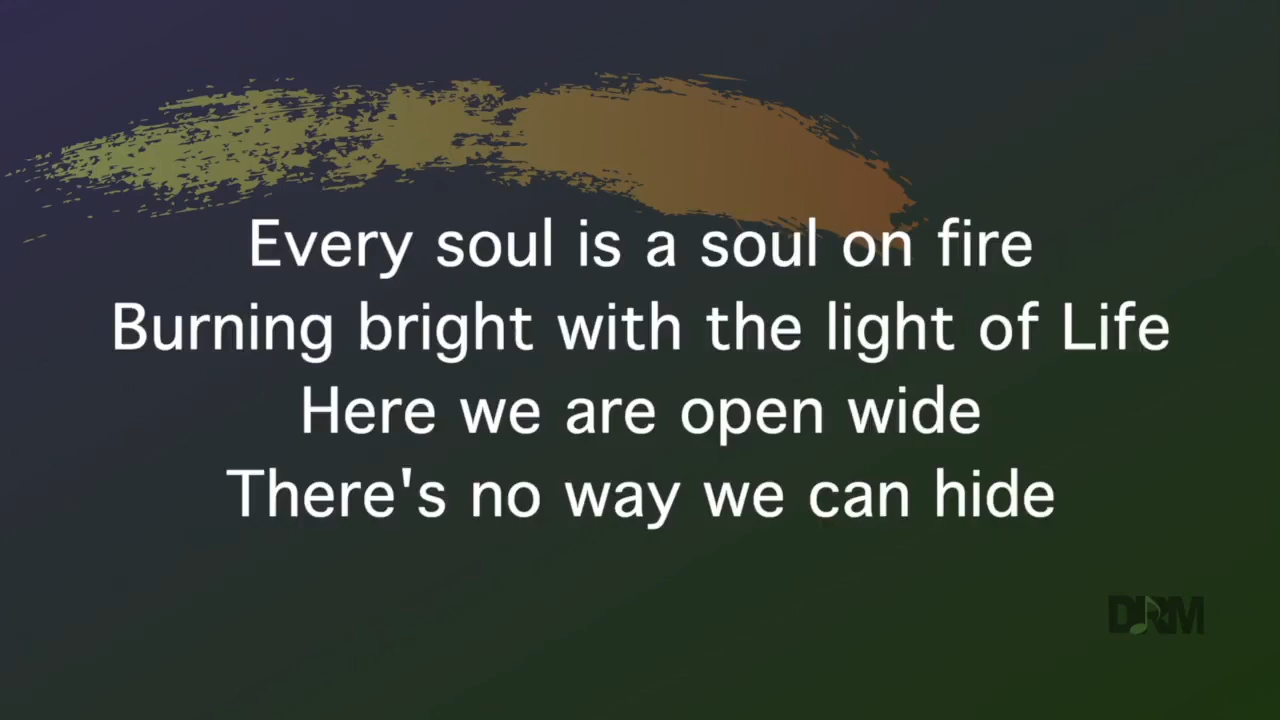 Every soul is a soul on fire
Burning bright with the light of Life
Here we are open wide
There's no way we can hide
DRM